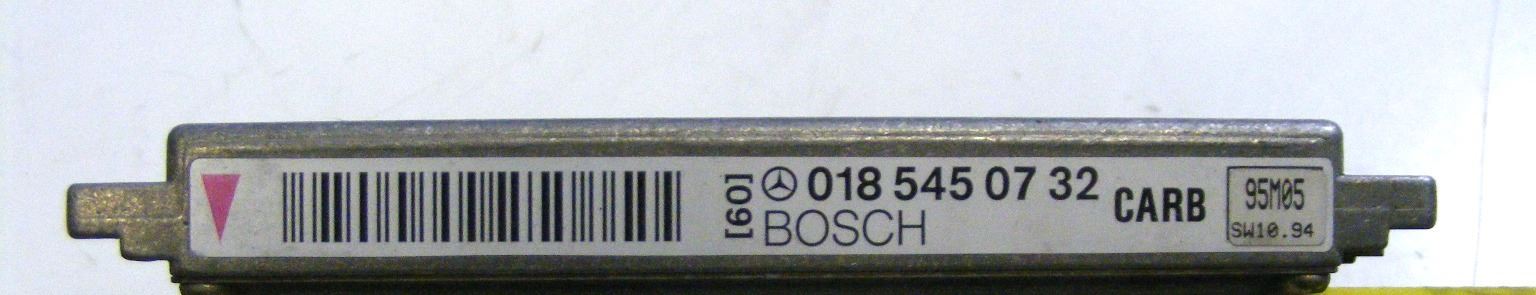 [60]
018 545 07 32
BOSCH
CARB
95M05
SW10.94